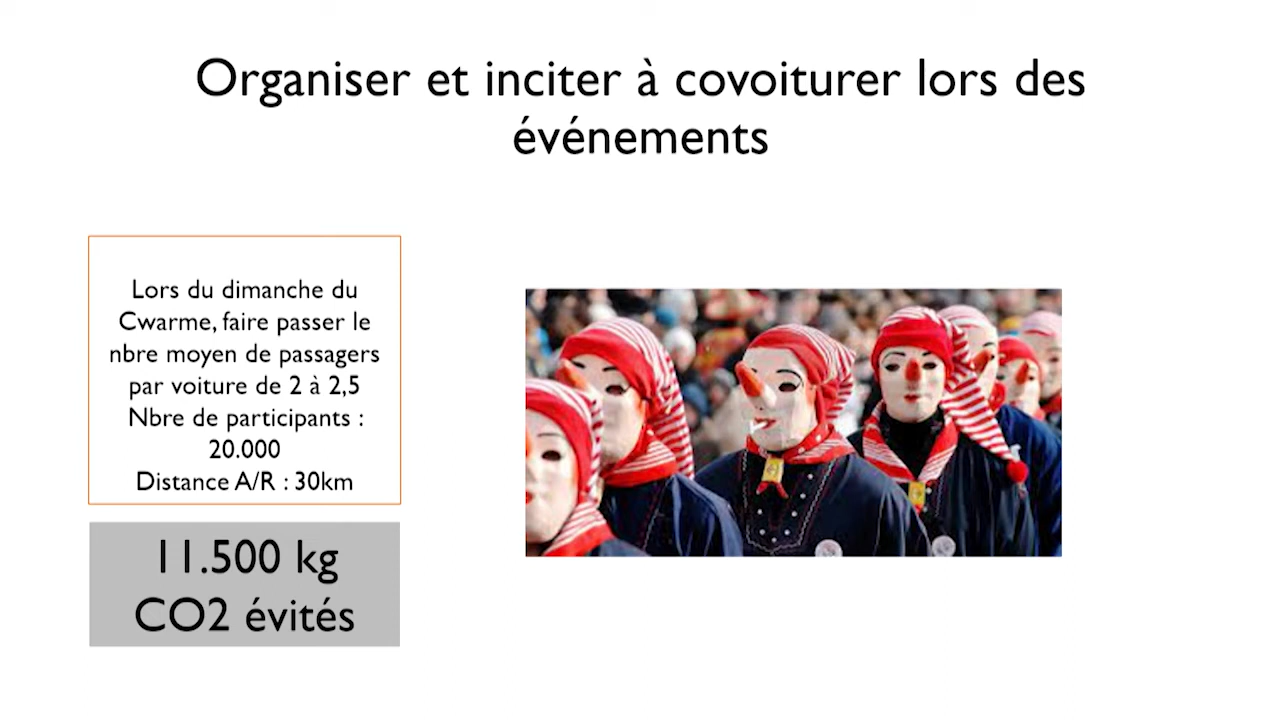 Organiser et inciter à covoiturer lors des
événements
Lors du dimanche du
Cwarme, faire passer le
nbre moyen de passagers
par voiture de 2 à 2,5
Nbre de participants :
20.000
Distance A/R : 30km
11.500 kg
CO2 évités